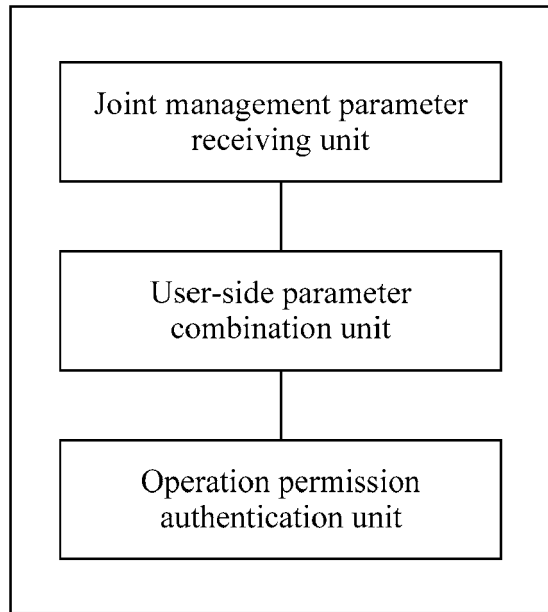 Joint management parameter
receiving unit
User-side parameter
combination unit
Operation permission
authentication unit